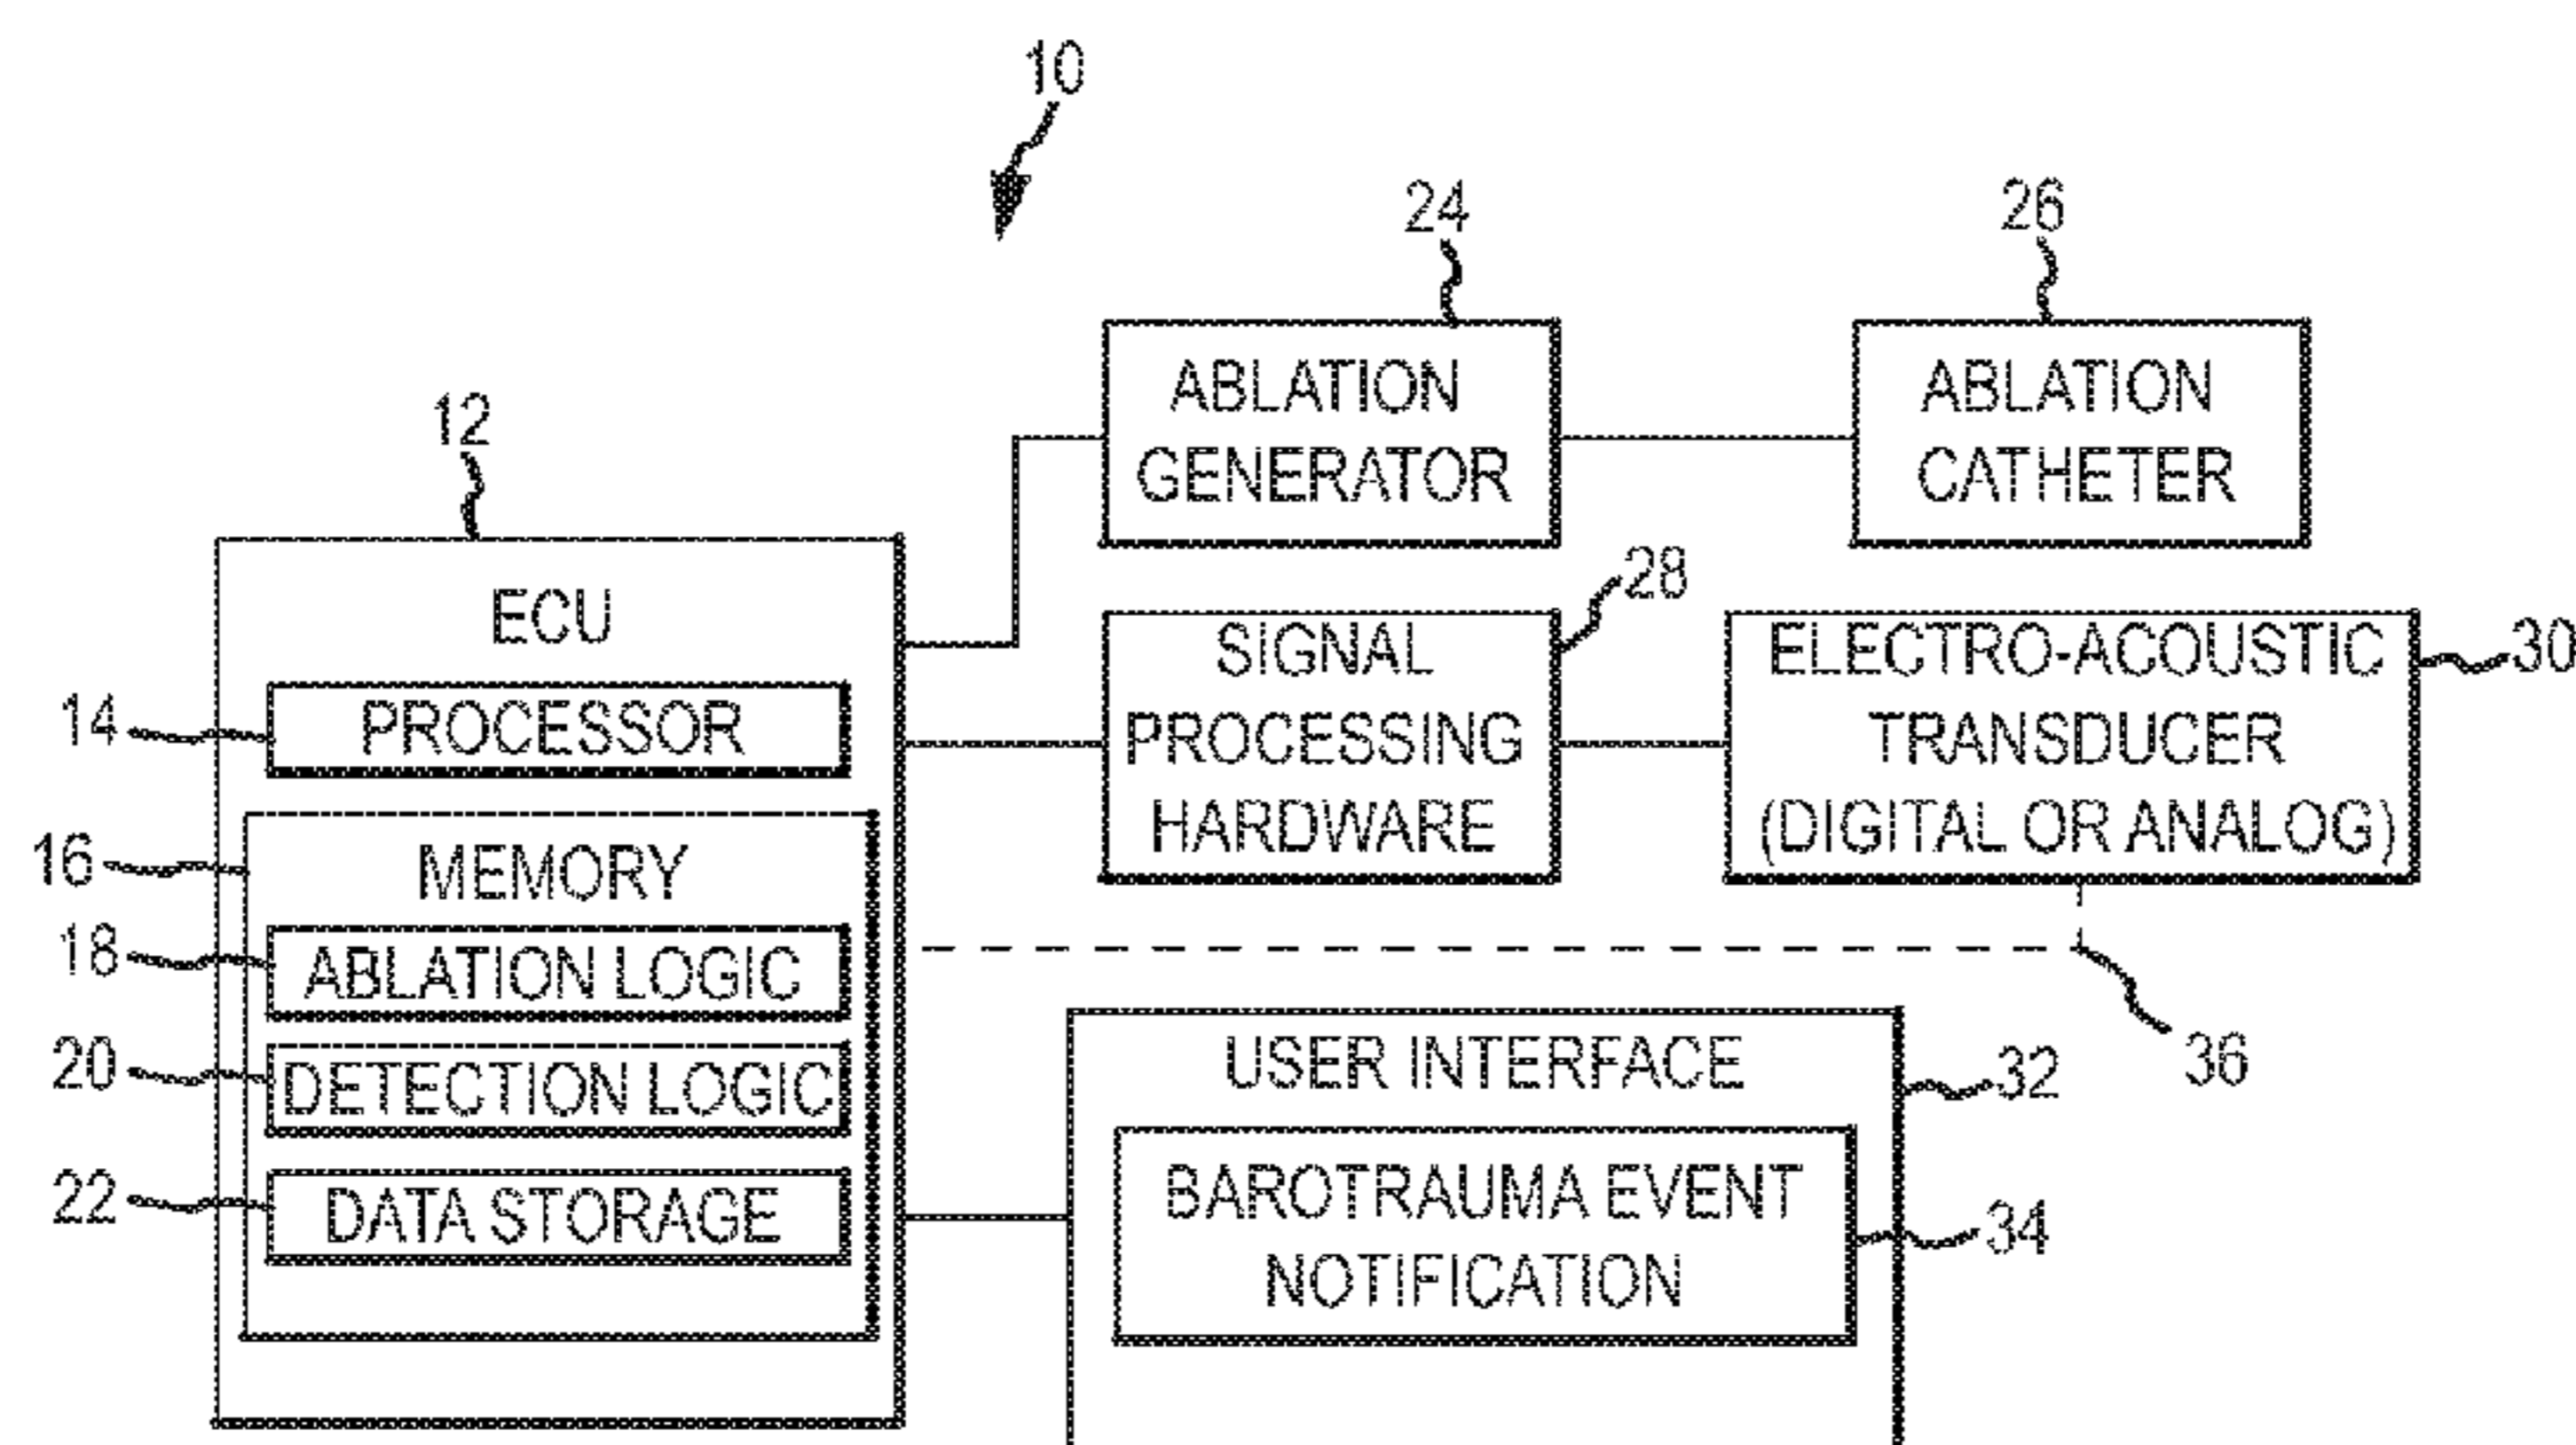 10
24
26
12
ABLATION
GENERATOR
ABLATION
CATHETER
28
ECU
SIGNAL
PROCESSING
HARDWARE
ELECTRO-ACOUSTIC
TRANSDUCER
(DIGITAL OR ANALOG)
30
14
PROCESSOR
16
MEMORY
18
ABLATION LOGIC
20
DETECTION LOGIC
22
DATA STORAGE
36
USER INTERFACE
32
BAROTRAUMA EVENT
NOTIFICATION
34